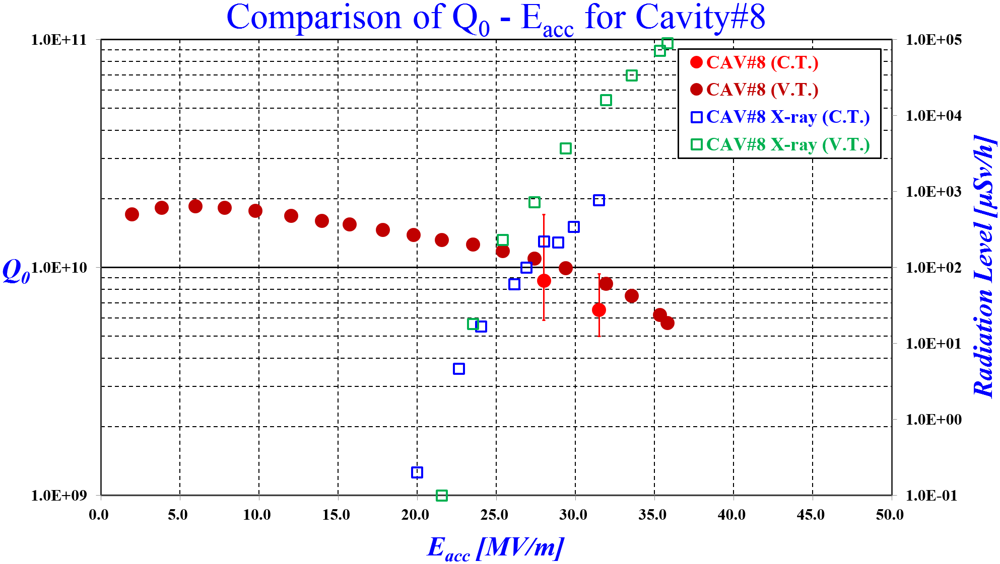 Comparison of Q0 - Eacc for Cavity#8
1.0E+11
1.0E+10
1.0E+09
Q0
1.0E+05
1.0E+04
1.0E+03
1.0E+02
1.0E+01
1.0E+00
1.0E-01
Radiation Level [μSv/h]
CAV#8 (C.T.)
CAV#8 (V.T.)
CAV#8 X-ray (C.T.)
CAV#8 X-ray (V.T.)
0.0 5.0 10.0 15.0 20.0 25.0 30.0 35.0 40.0 45.0 50.0
Eacc [MV/m]